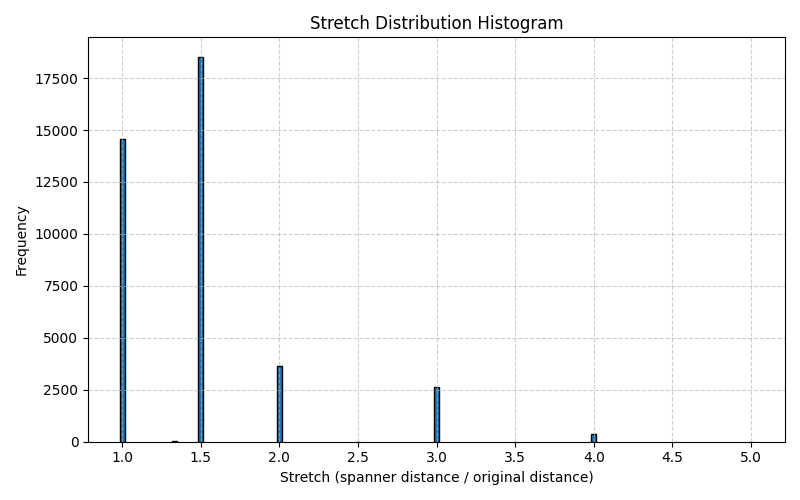 Stretch Distribution Histogram
17500
15000
12500
10000
7500
5000
2500
0
Frequency
1.0 1.5 2.0 2.5 3.0 3.5 4.0 4.5 5.0
Stretch (spanner distance / original distance)